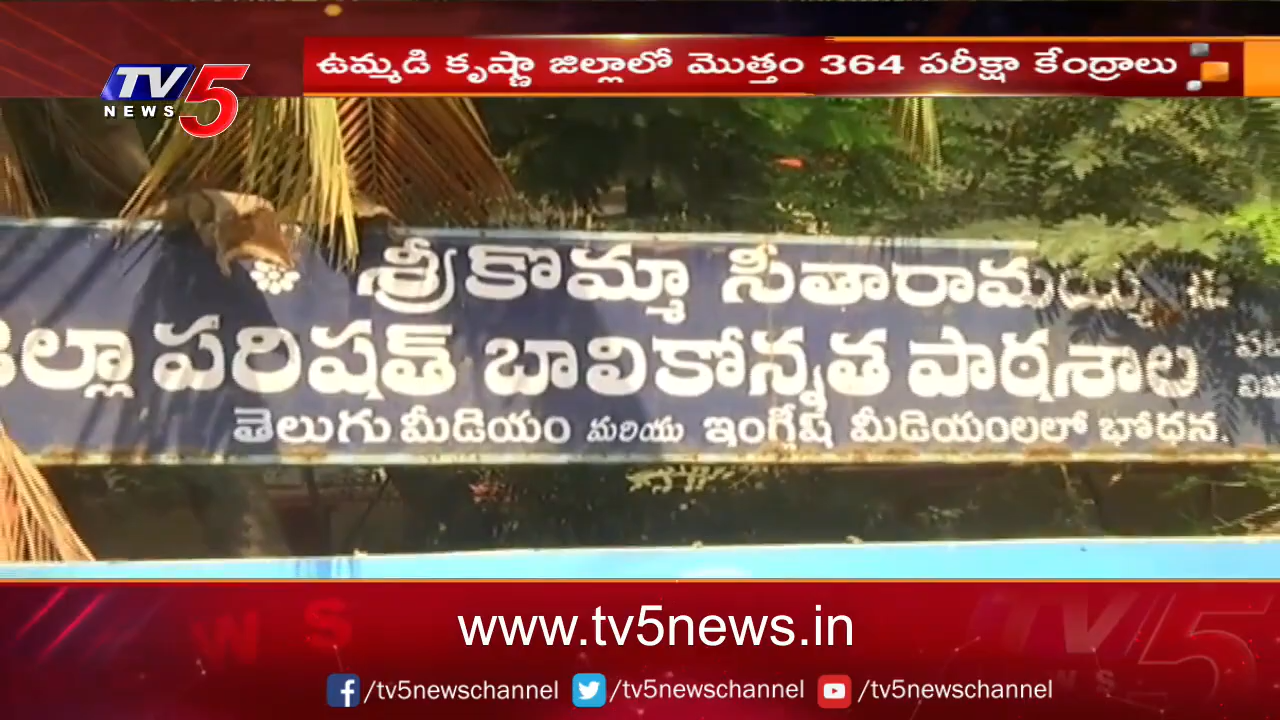 ఉమ్మడి కృష్ణా జిల్లాలో మొత్తం 364 పరీక్షా కేంద్రాలు
TV5
NEWS
శ్రీ కొమ్మా సీతారామయ్య
జిల్లా పరిషత్ బాలికోన్నత పాఠశాల
తెలుగు మీడియం మరియు ఇంగ్లీష్ మీడియంలలో భోధన.
www.tv5news.in
/tv5newschannel /tv5newschannel /tv5newschannel